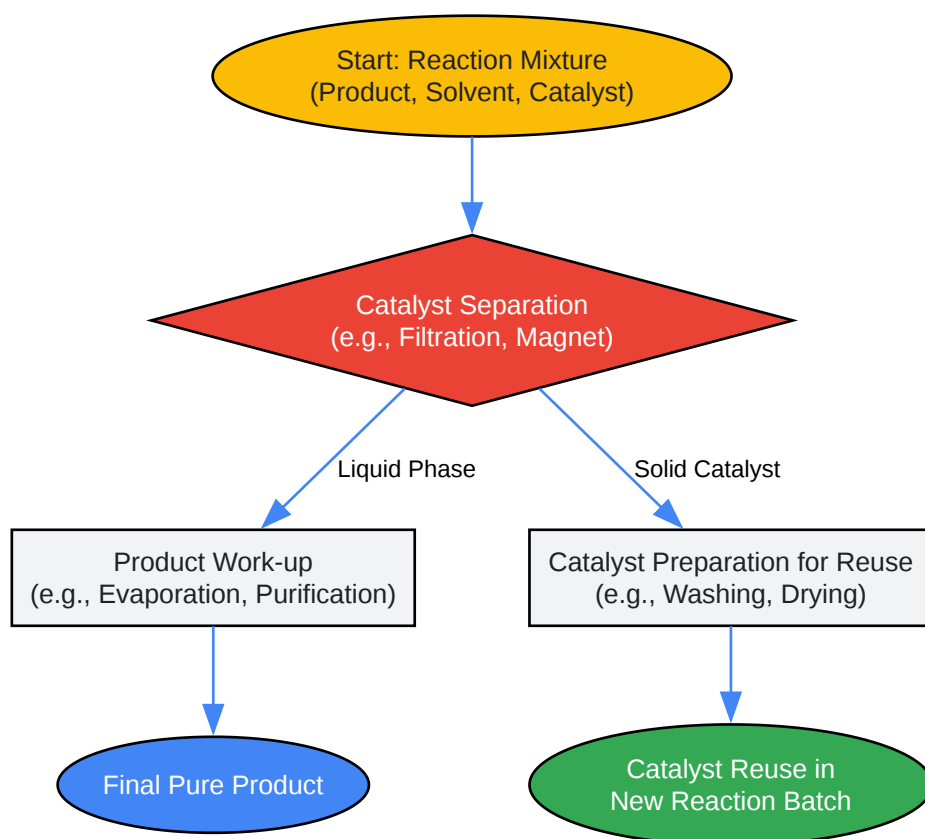 Start: Reaction Mixture
(Product, Solvent, Catalyst)
Catalyst Separation
(e.g., Filtration, Magnet)
Liquid Phase
Solid Catalyst
Product Work-up
(e.g., Evaporation, Purification)
Catalyst Preparation for Reuse
(e.g., Washing, Drying)
Final Pure Product
Catalyst Reuse in
New Reaction Batch